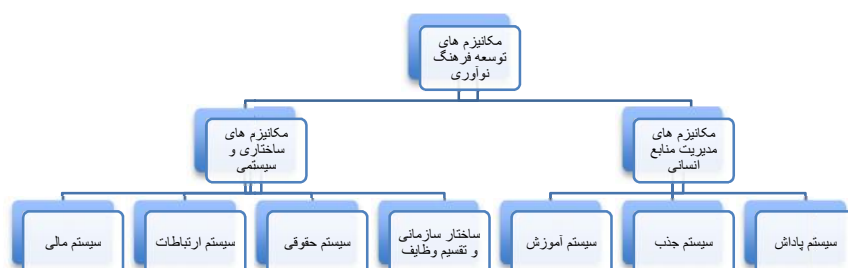 مکانیزم های
توسعه فرهنگ
نوآوری
مکانیزم های
مدیریت منابع
انسانی
مکانیزم های
ساختاری و
سیستمی
سیستم پاداش
سیستم جذب
سیستم آموزش
ساختار سازمانی
و تقسیم وظایف
سیستم حقوقی
سیستم ارتباطات
سیستم مالی